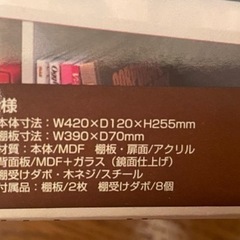 様
本体寸法：W420×D120×H255mm
棚板寸法：W390×D70mm
材質：本体/MDF　棚板・扉面/アクリル
背面板/MDF＋ガラス（鏡面仕上げ）
棚受けダボ・木ネジ/スチール
付属品：棚板/2枚　棚受けダボ/8個